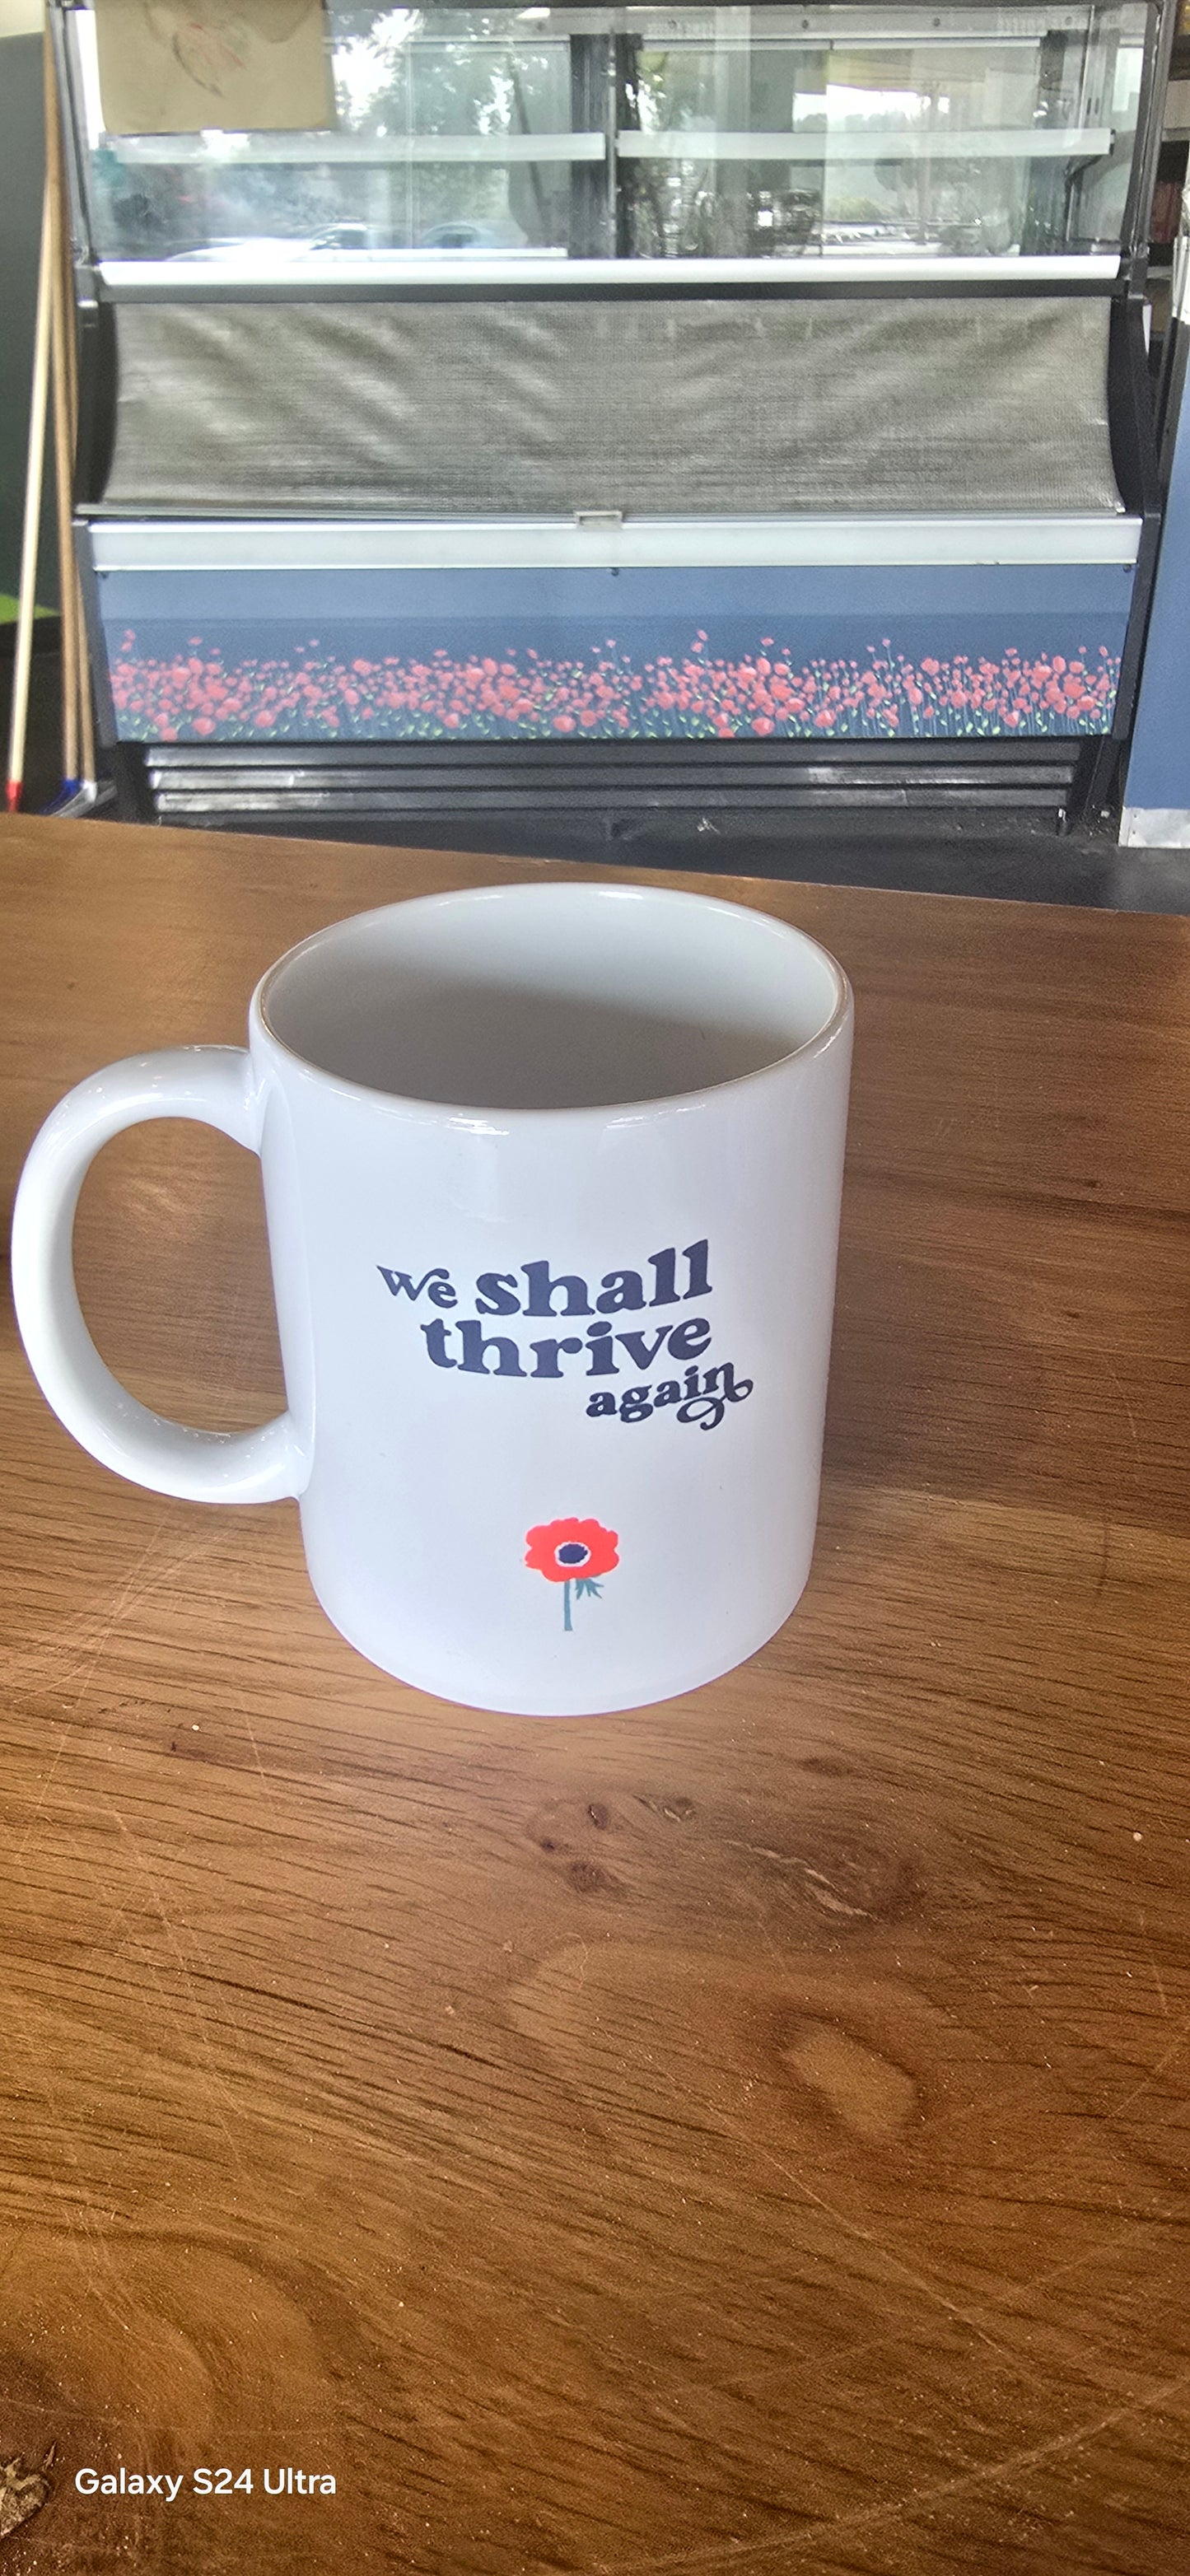 we shall
thrive
again
Galaxy S24 Ultra